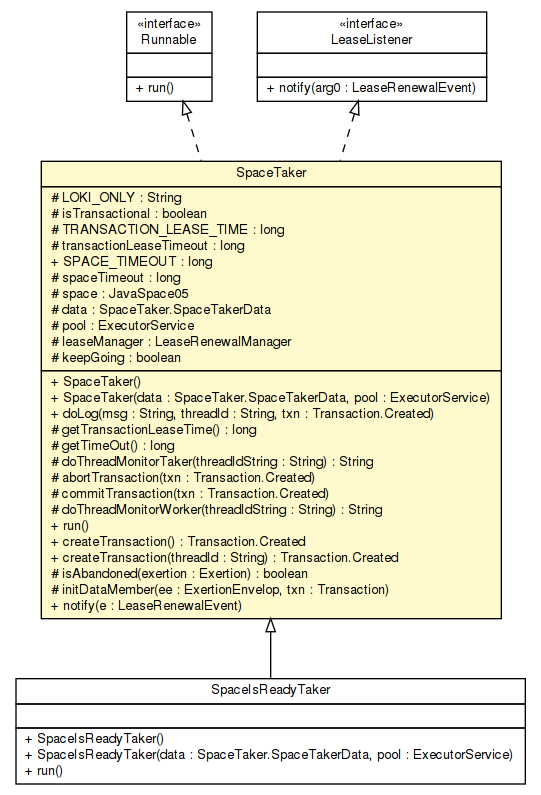 «interface»
Runnable
+ run()
«interface»
LeaseListener
+ notify(arg0 : LeaseRenewalEvent)
SpaceTaker
# LOKI_ONLY : String
# isTransactional : boolean
# TRANSACTION_LEASE_TIME : long
# transactionLeaseTimeout : long
+ SPACE_TIMEOUT : long
# spaceTimeout : long
# space : JavaSpace05
# data : SpaceTaker.SpaceTakerData
# pool : ExecutorService
# leaseManager : LeaseRenewalManager
# keepGoing : boolean
+ SpaceTaker()
+ SpaceTaker(data : SpaceTaker.SpaceTakerData, pool : ExecutorService)
+ doLog(msg : String, threadId : String, txn : Transaction.Created)
# getTransactionLeaseTime() : long
# getTimeOut() : long
# doThreadMonitorTaker(threadIdString : String) : String
# abortTransaction(txn : Transaction.Created)
# commitTransaction(txn : Transaction.Created)
# doThreadMonitorWorker(threadIdString : String) : String
+ run()
+ createTransaction() : Transaction.Created
+ createTransaction(threadId : String) : Transaction.Created
# isAbandoned(exertion : Exertion) : boolean
# initDataMember(ee : ExertionEnvelop, txn : Transaction)
+ notify(e : LeaseRenewalEvent)
SpaceIsReadyTaker
+ SpaceIsReadyTaker()
+ SpaceIsReadyTaker(data : SpaceTaker.SpaceTakerData, pool : ExecutorService)
+ run()